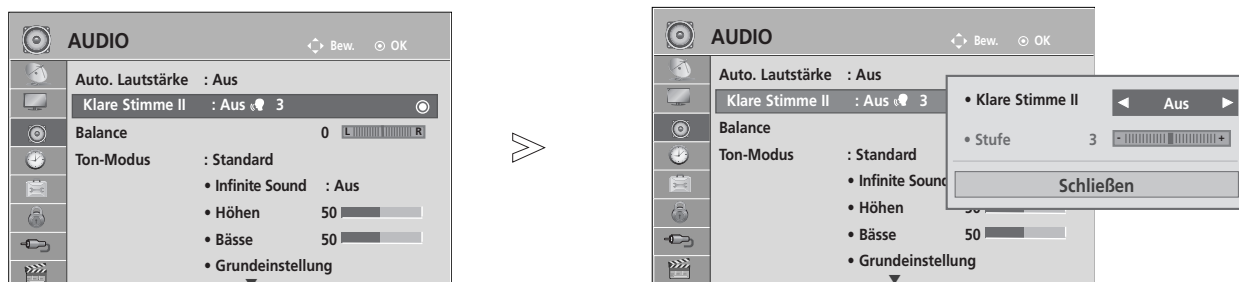 AUDIO
Bew. OK
Auto. Lautstärke : Aus
Klare Stimme II : Aus 3
Balance 0 L R
Ton-Modus : Standard
• Infinite Sound : Aus
• Höhen 50
• Bässe 50
• Grundeinstellung
AUDIO
Bew. OK
Auto. Lautstärke : Aus
Klare Stimme II : Aus 3
Balance
Ton-Modus : Standard
• Infinite Sound
• Höhen 50
• Bässe 50
• Grundeinstellung
• Klare Stimme II ◀ Aus ▶
• Stufe 3 - +
Schließen